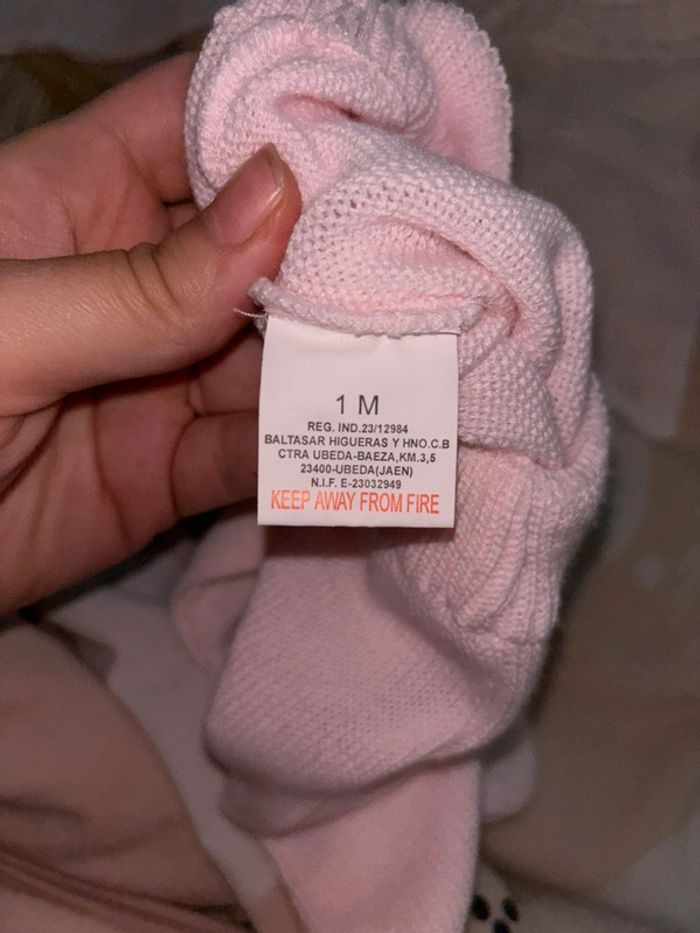 1 M
REG. IND.23/12984
BALTASAR HIGUERAS Y HNO.C.B
CTRA UBEDA-BAEZA,KM.3,5
23400-UBEDA(JAEN)
N.I.F. E-23032949
KEEP AWAY FROM FIRE